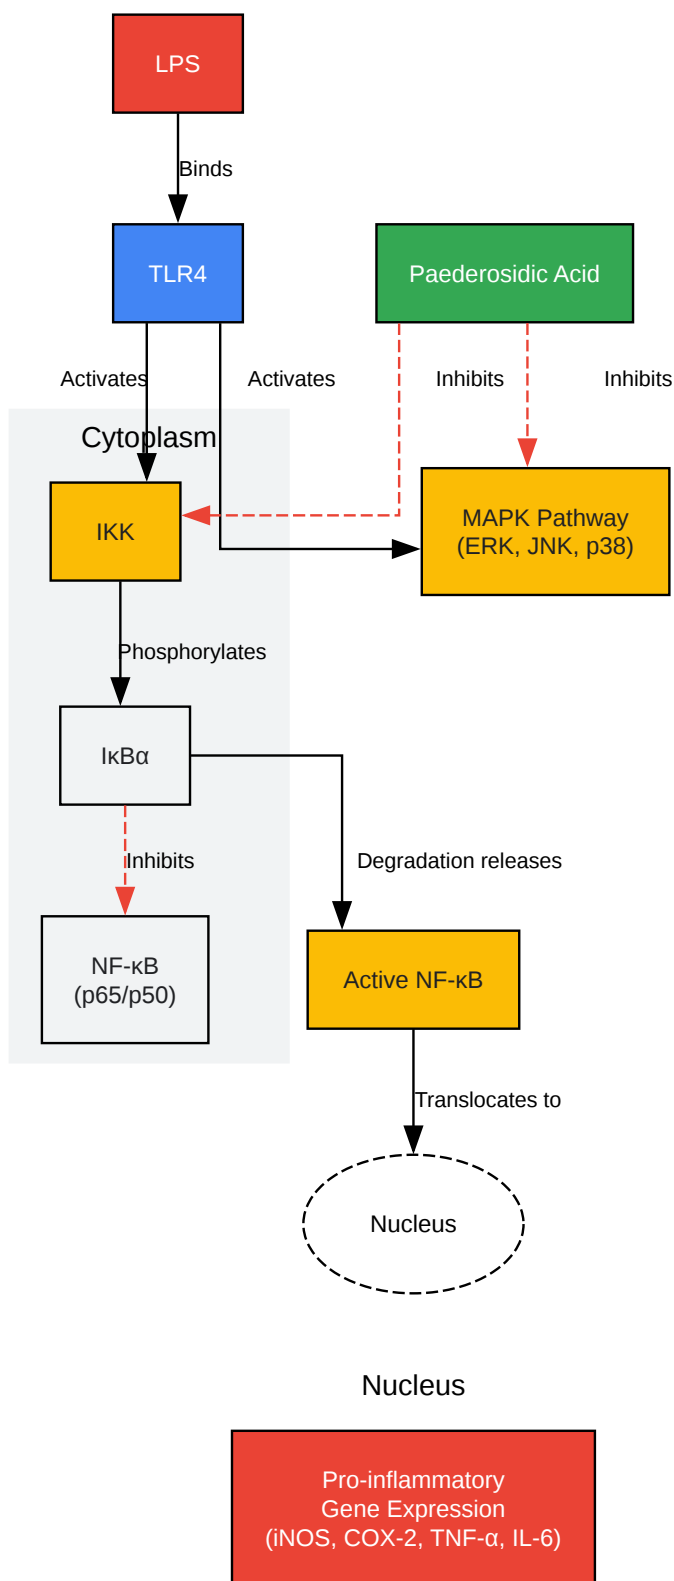 LPS
Binds
TLR4
Paederosidic Acid
Activates
Activates
Inhibits
Inhibits
Cytoplasm
IKK
MAPK Pathway
(ERK, JNK, p38)
Phosphorylates
IκBα
Inhibits
Degradation releases
NF-κB
(p65/p50)
Active NF-κB
Translocates to
Nucleus
Nucleus
Pro-inflammatory
Gene Expression
(iNOS, COX-2, TNF-α, IL-6)